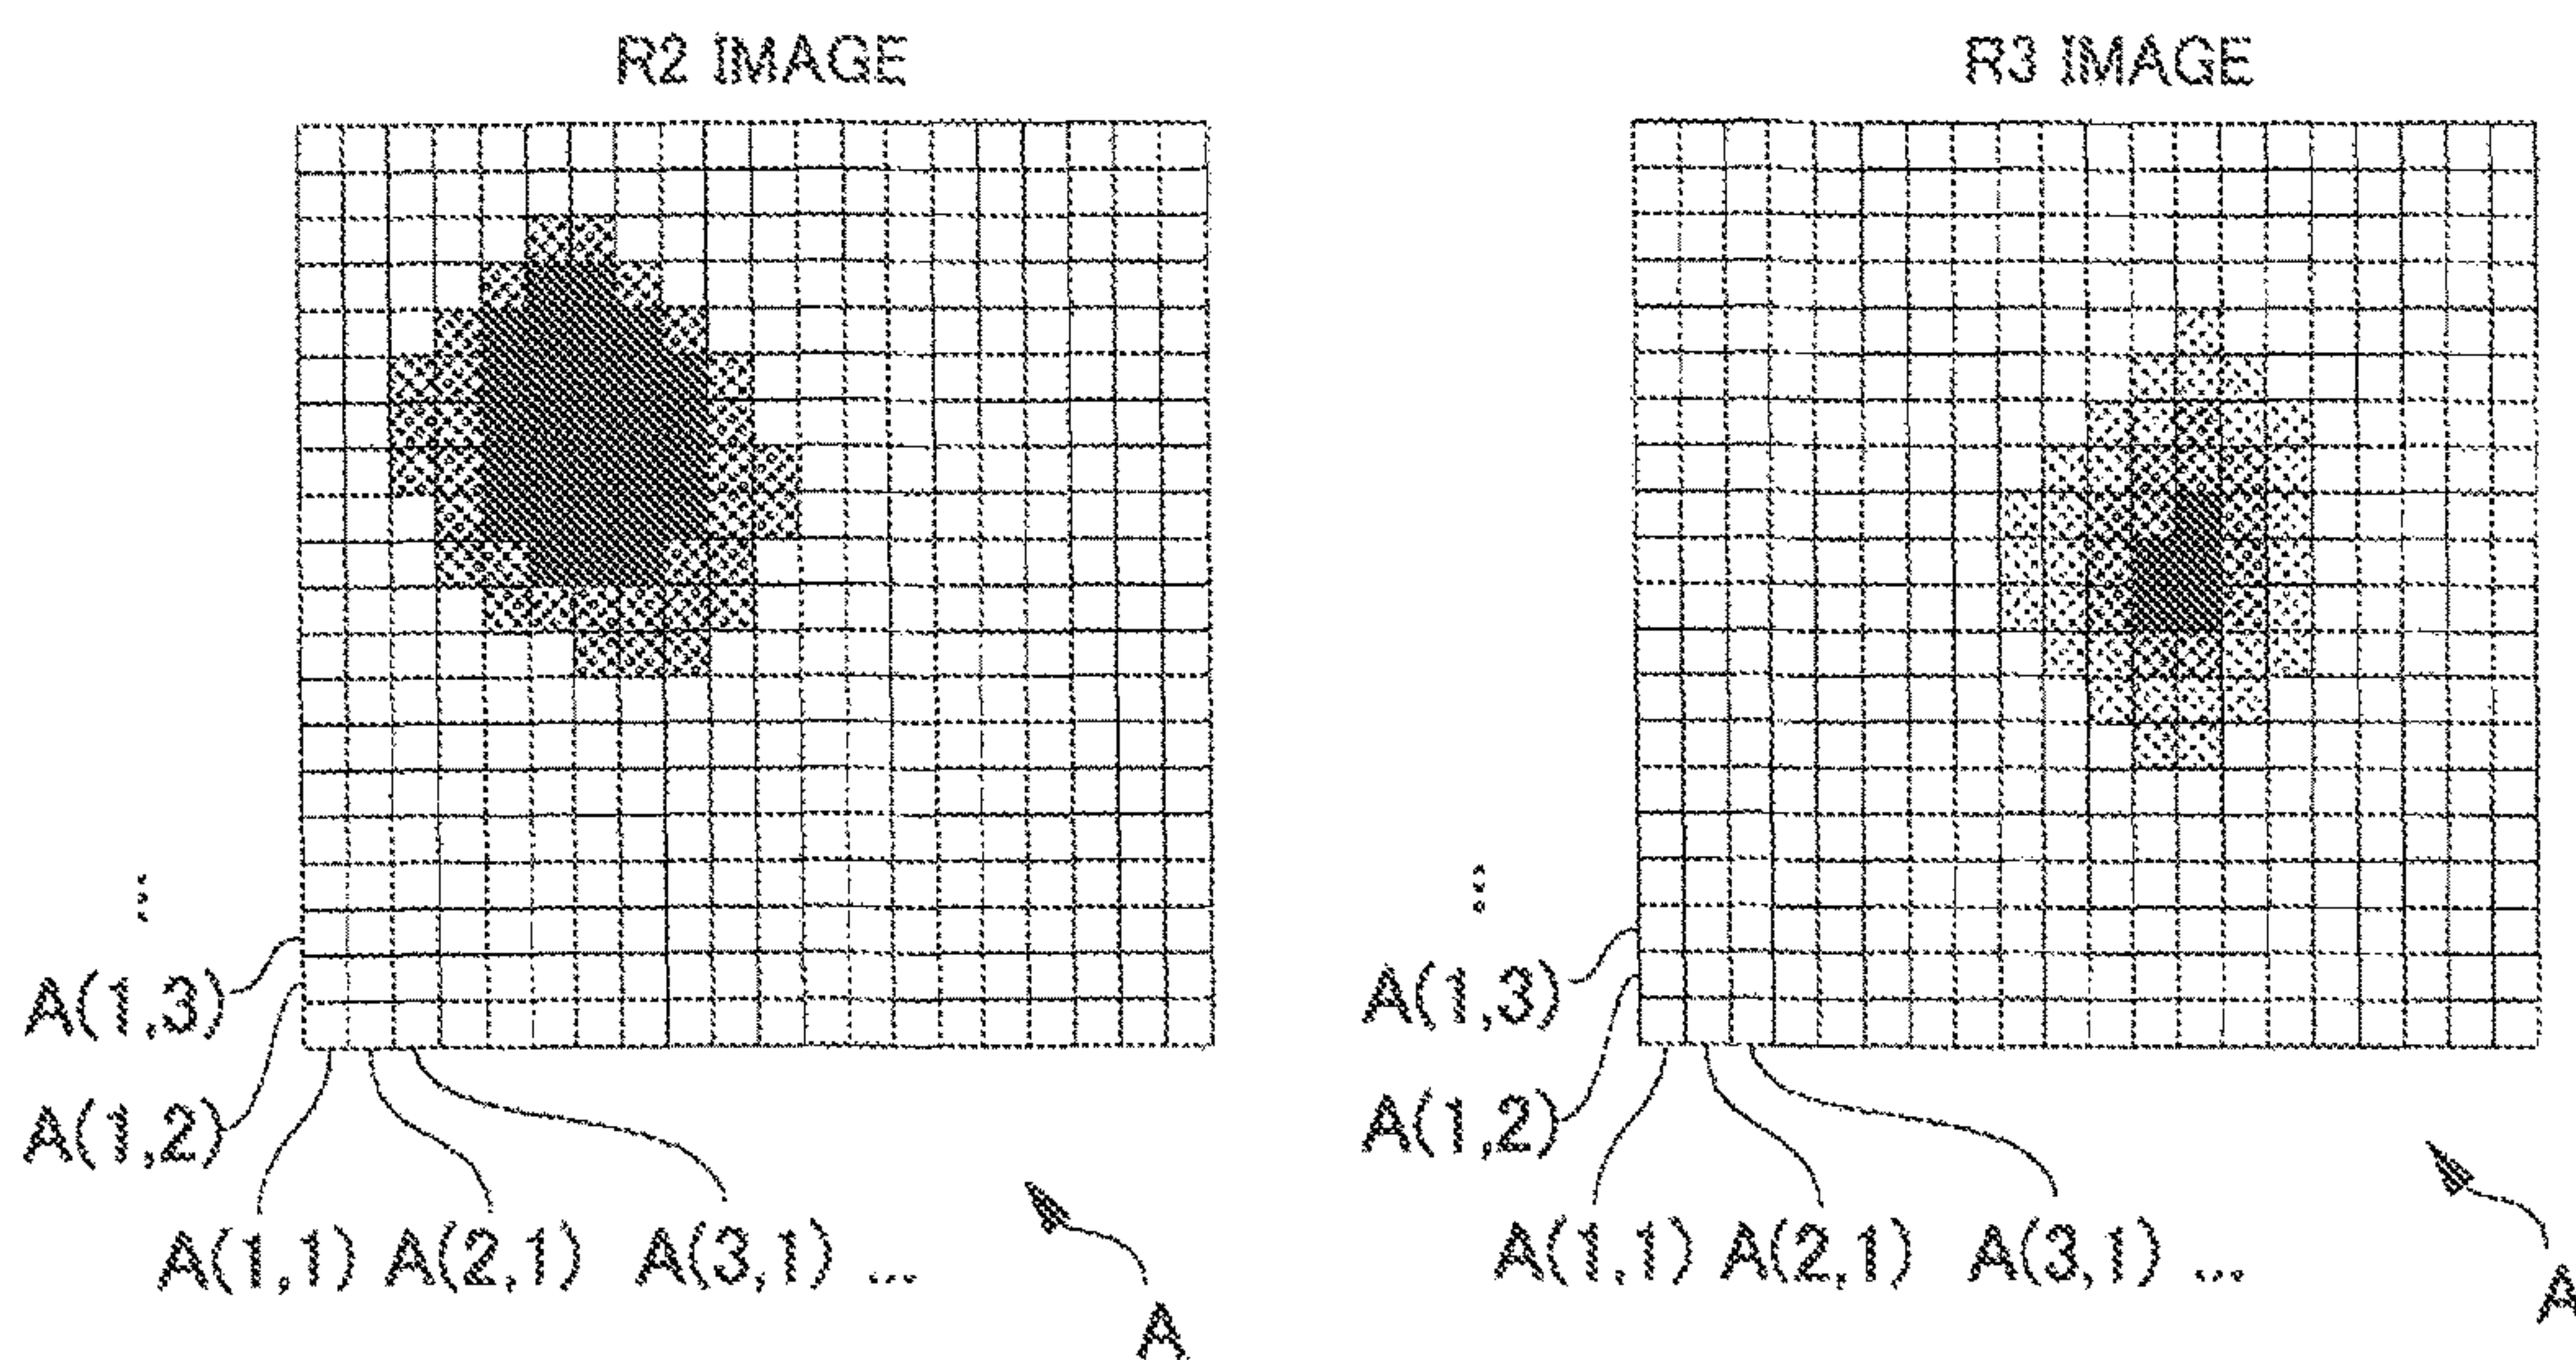 R2 IMAGE
R3 IMAGE
⋮
A(1,3)
A(1,2)
A(1,1) A(2,1) A(3,1) ...
A
⋮
A(1,3)
A(1,2)
A(1,1) A(2,1) A(3,1) ...
A